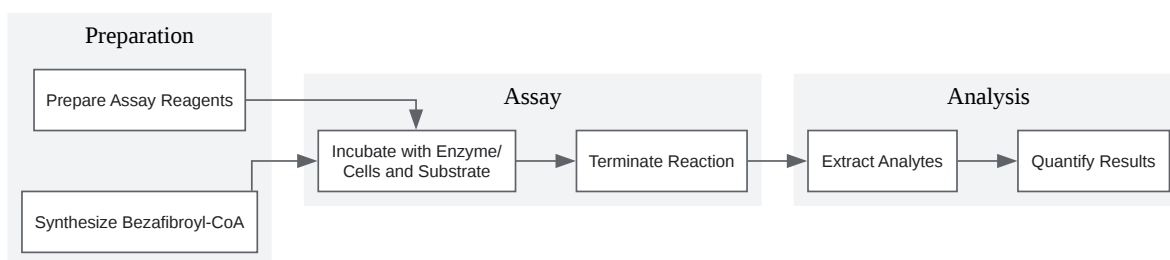 Preparation
Prepare Assay Reagents
Synthesize Bezafibroyl-CoA
Assay
Incubate with Enzyme/
Cells and Substrate
Terminate Reaction
Analysis
Extract Analytes
Quantify Results